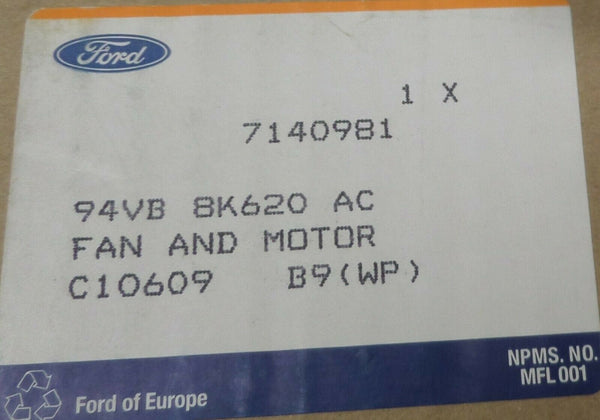 Ford
1 X
7140981
94VB 8K620 AC
FAN AND MOTOR
C10609 B9(WP)
NPMS. NO.
MFL 001
Ford of Europe